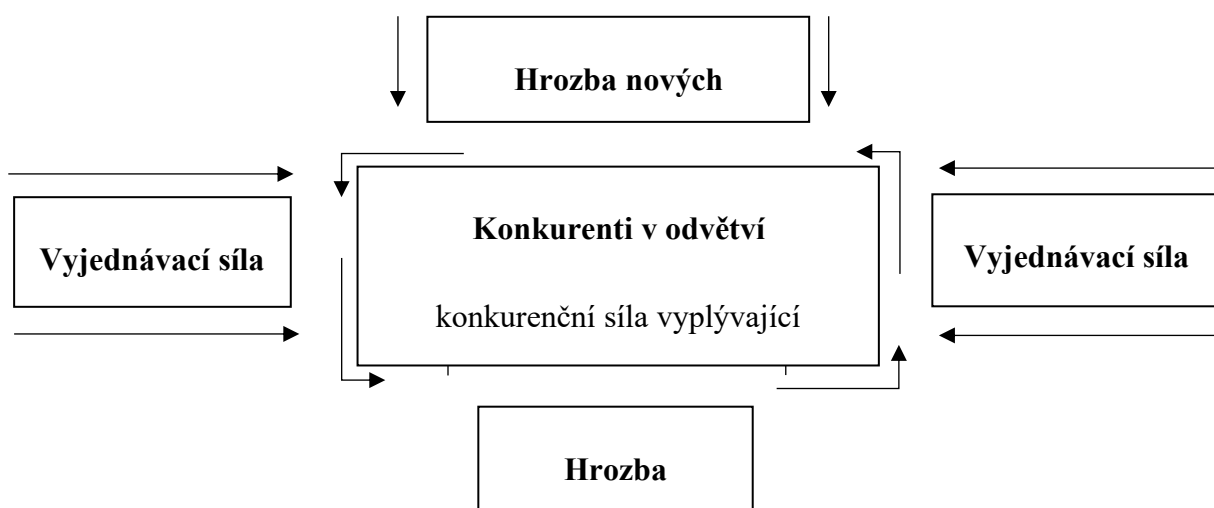 Hrozba nových
Konkurenti v odvětví
Vyjednávací síla
Vyjednávací síla
konkurenční síla vyplývající
Hrozba